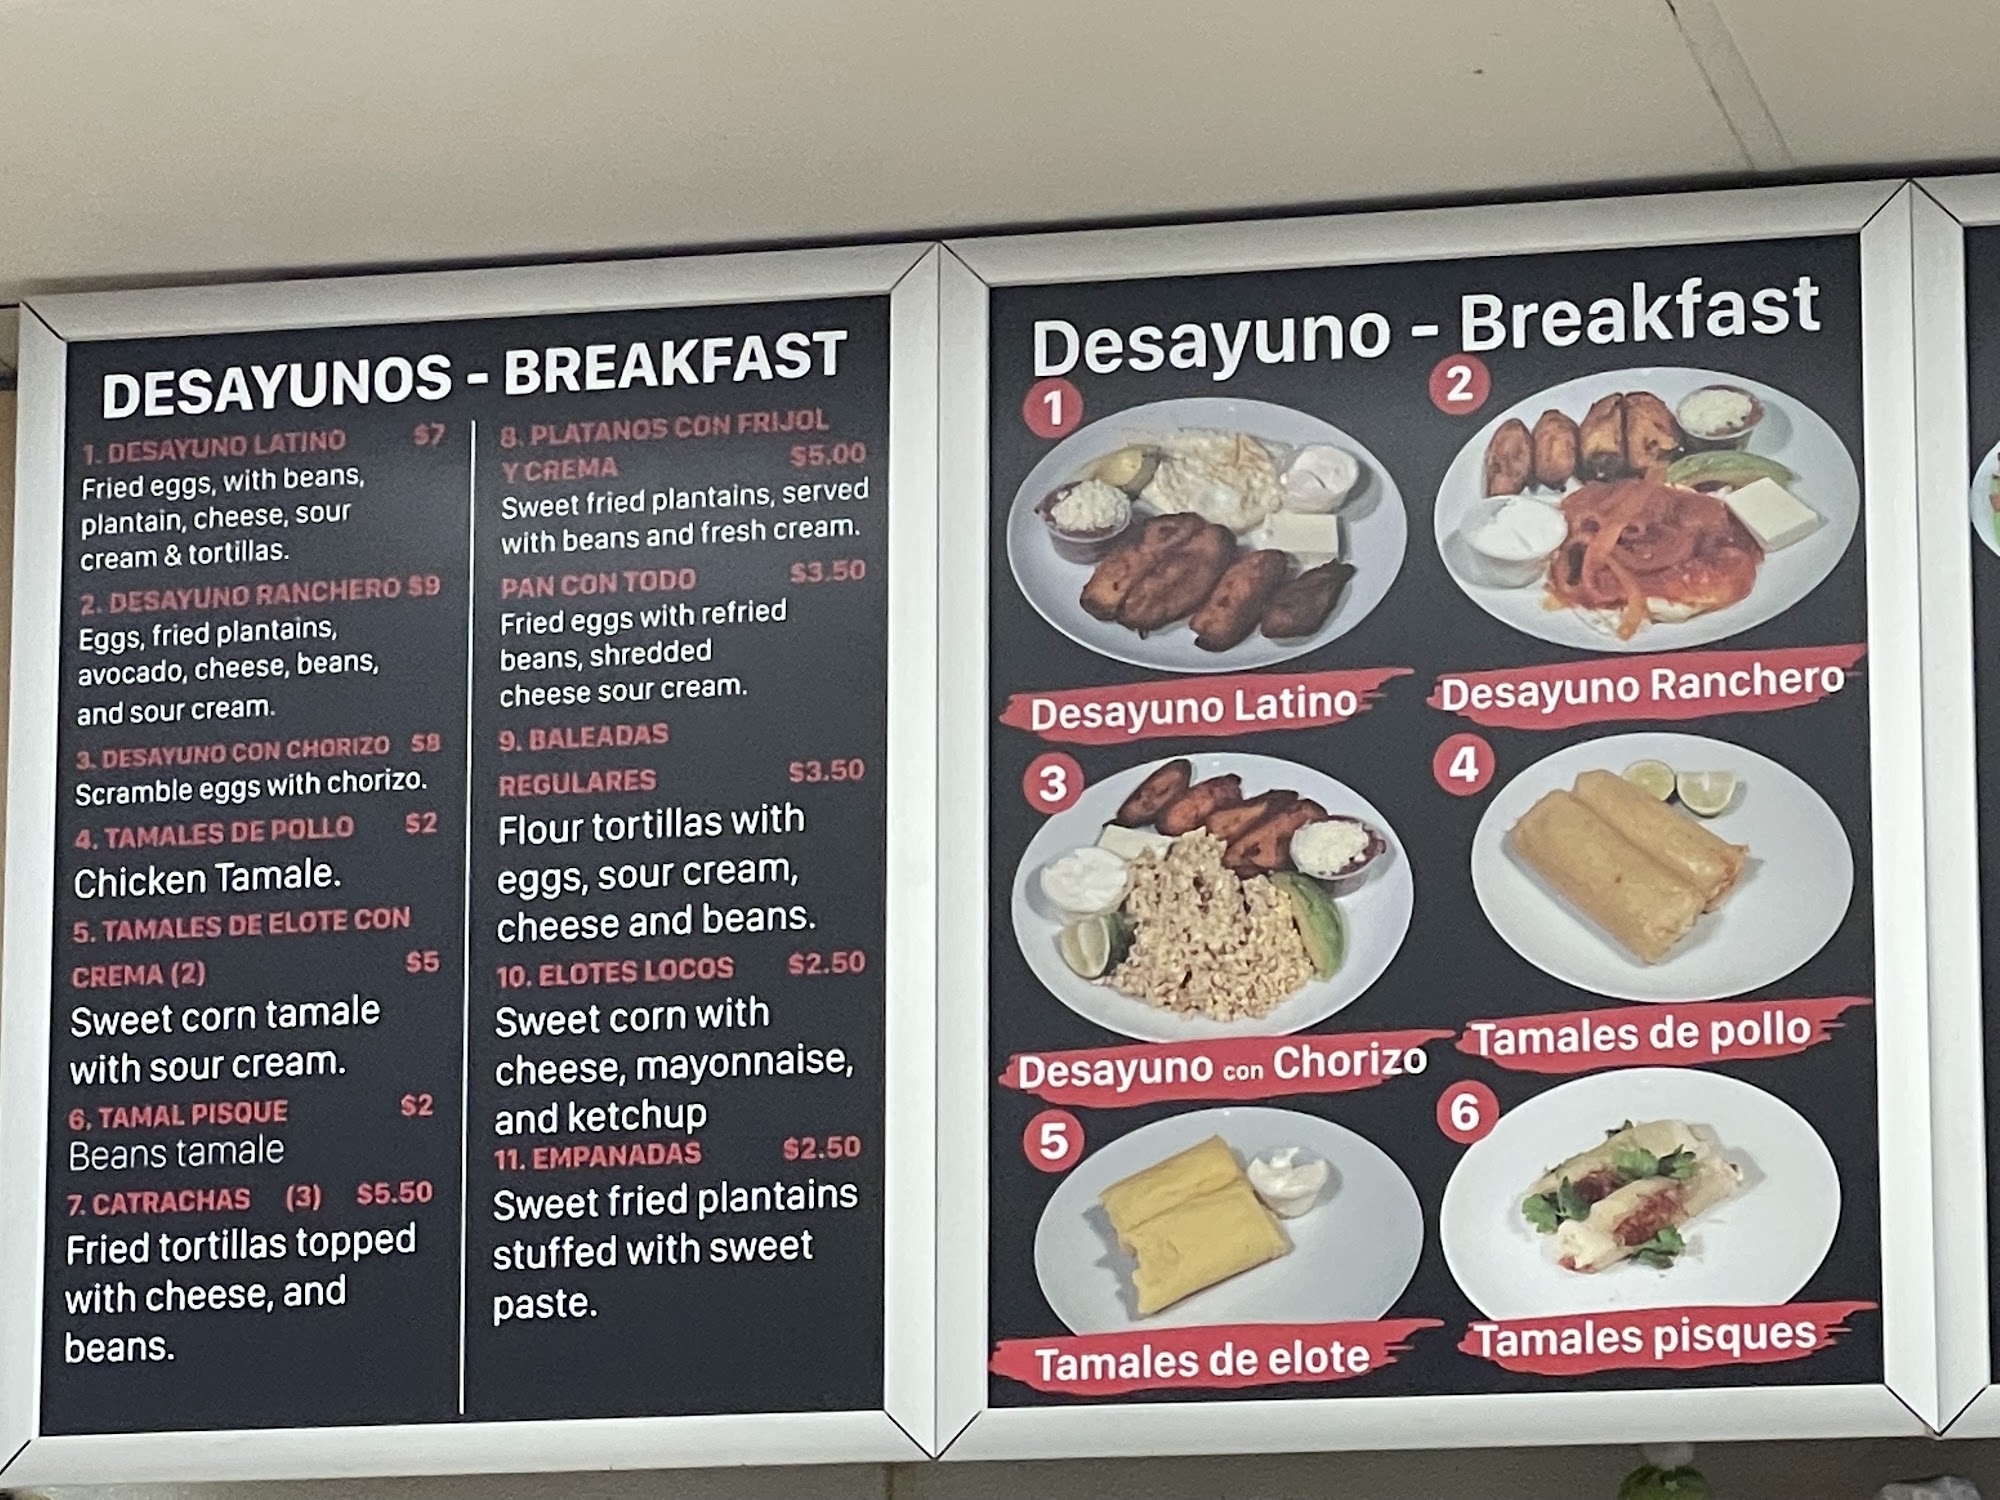 DESAYUNOS - BREAKFAST
1. DESAYUNO LATINO $7
Fried eggs, with beans,
plantain, cheese, sour
cream & tortillas.
2. DESAYUNO RANCHERO $9
Eggs, fried plantains,
avocado, cheese, beans,
and sour cream.
3. DESAYUNO CON CHORIZO $8
Scramble eggs with chorizo.
4. TAMALES DE POLLO $2
Chicken Tamale.
5. TAMALES DE ELOTE CON
CREMA (2) $5
Sweet corn tamale
with sour cream.
6, TAMAL PISQUE $2
Beans tamale
7. CATRACHAS (3) $5.50
Fried tortillas topped
with cheese, and
beans.
8. PLATANOS CON FRIJOL
Y CREMA $5.00
Sweet fried plantains, served
with beans and fresh cream.
PAN CON TODO $3.50
Fried eggs with refried
beans, shredded
cheese sour cream.
9. BALEADAS
REGULARES $3.50
Flour tortillas with
eggs, sour cream,
cheese and beans.
10. ELOTES LOCOS $2.50
Sweet corn with
cheese, mayonnaise,
and ketchup
11. EMPANADAS $2.50
Sweet fried plantains
stuffed with sweet
paste.
Desayuno - Breakfast
1
2
Desayuno Latino
Desayuno Ranchero
3
4
Desayuno con Chorizo
Tamales de pollo
5
6
Tamales de elote
Tamales pisques